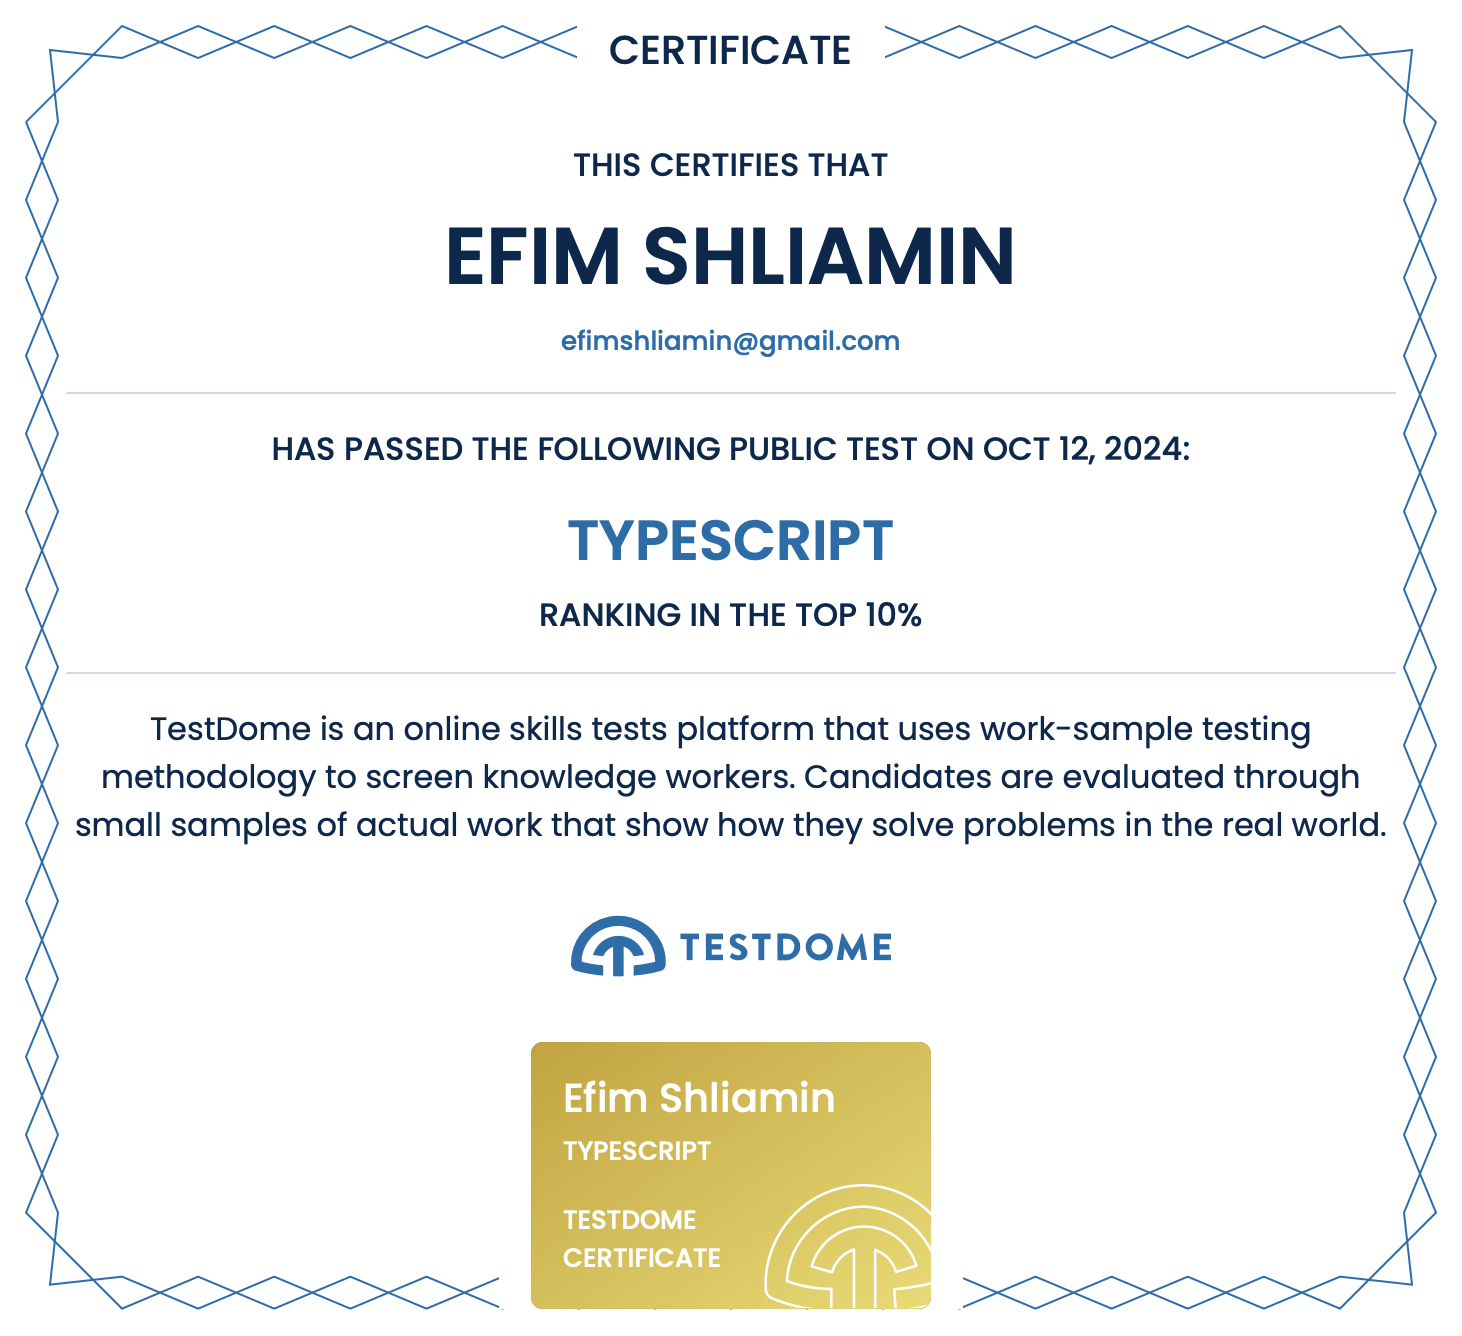 CERTIFICATE
THIS CERTIFIES THAT
EFIM SHLIAMIN
efimshliamin@gmail.com
HAS PASSED THE FOLLOWING PUBLIC TEST ON OCT 12, 2024:
TYPESCRIPT
RANKING IN THE TOP 10%
TestDome is an online skills tests platform that uses work-sample testing
methodology to screen knowledge workers. Candidates are evaluated through
small samples of actual work that show how they solve problems in the real world.
TESTDOME
Efim Shliamin
TYPESCRIPT
TESTDOME
CERTIFICATE